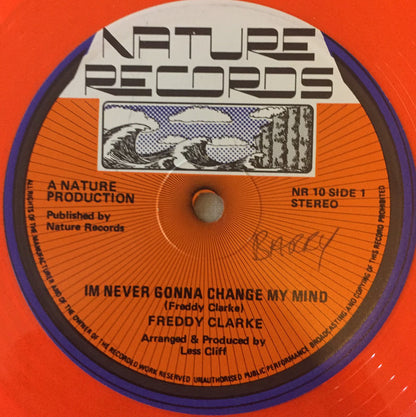 NATURE
RECORDS
A NATURE
PRODUCTION
Published by
Nature Records
NR 10 SIDE 1
STEREO
BARRY
IM NEVER GONNA CHANGE MY MIND
(Freddy Clarke)
FREDDY CLARKE
Arranged & Produced by
Less Cliff
ALL RIGHTS OF THE MANUFACTURER AND OF THE OWNER OF THE RECORDED WORK RESERVED UNAUTHORISED PUBLIC PERFORMANCE BROADCASTING AND COPYING OF THIS RECORD PROHIBITED